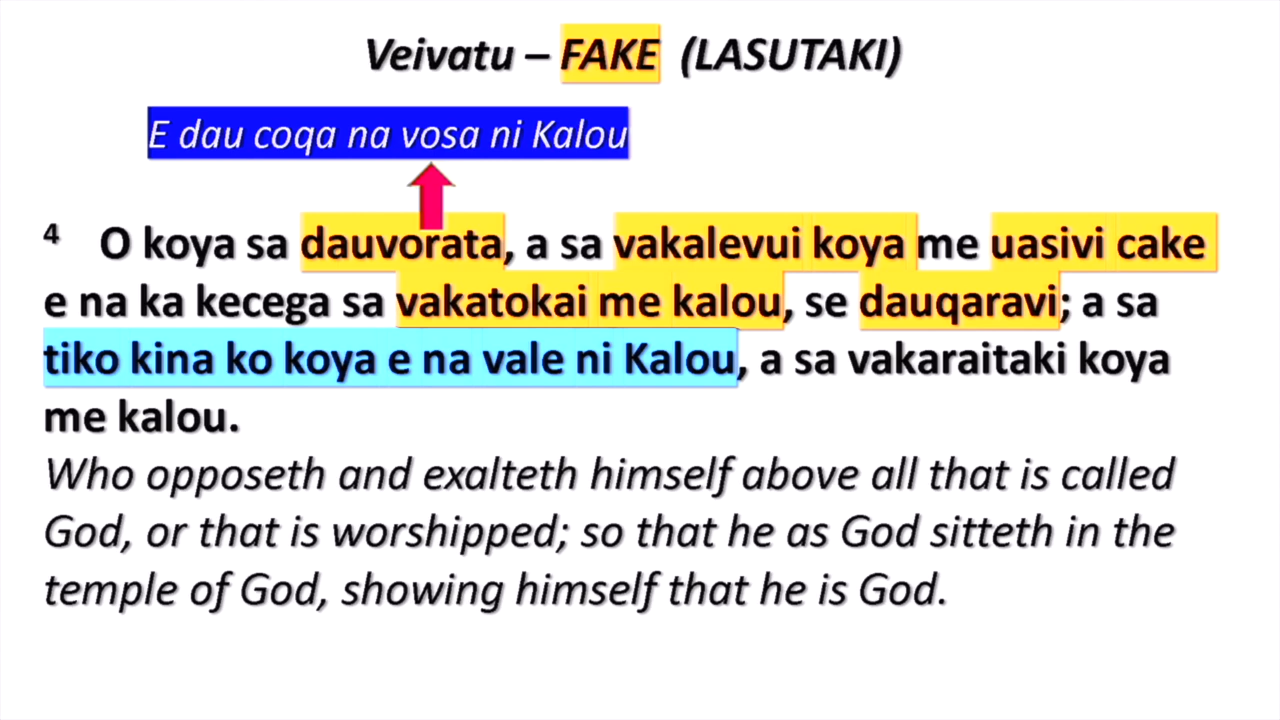 Veivatu – FAKE (LASUTAKI)
E dau coqa na vosa ni Kalou
4 O koya sa dauvorata, a sa vakalevui koya me uasivi cake
e na ka kecega sa vakatokai me kalou, se dauqaravi; a sa
tiko kina ko koya e na vale ni Kalou, a sa vakaraitaki koya
me kalou.
Who opposeth and exalteth himself above all that is called
God, or that is worshipped; so that he as God sitteth in the
temple of God, showing himself that he is God.